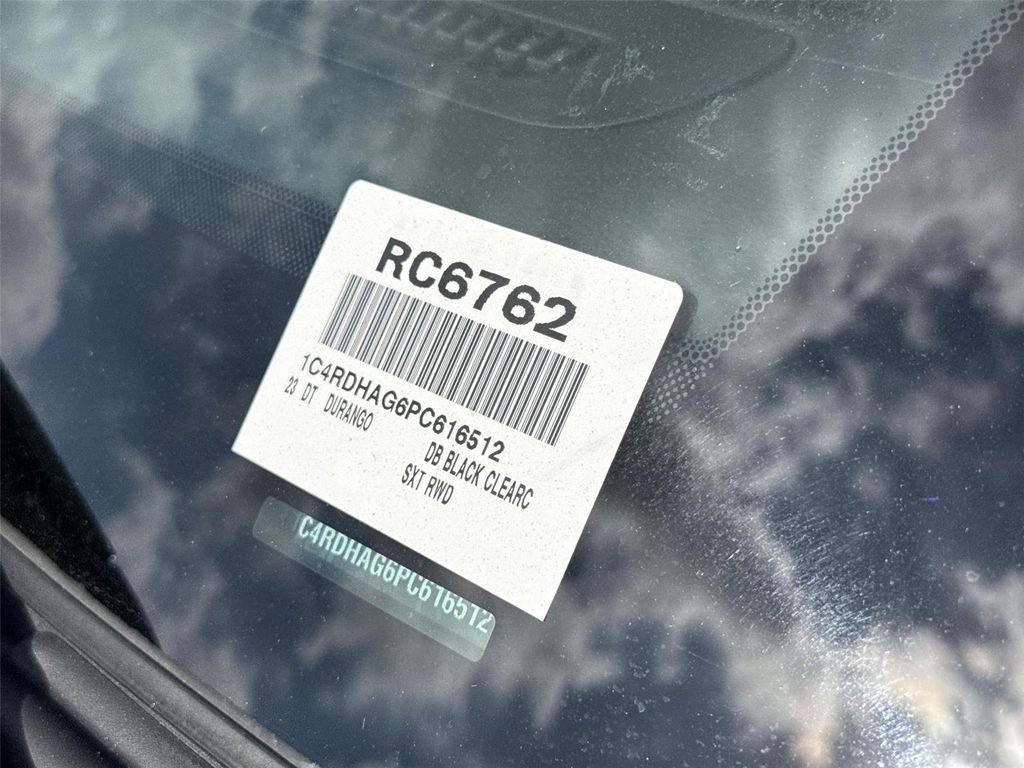 RC6762
1C4RDHAG6PC616512
23 DT DURANGO
DB BLACK CLEARC
SXT RWD
C4RDHAG6PC616512